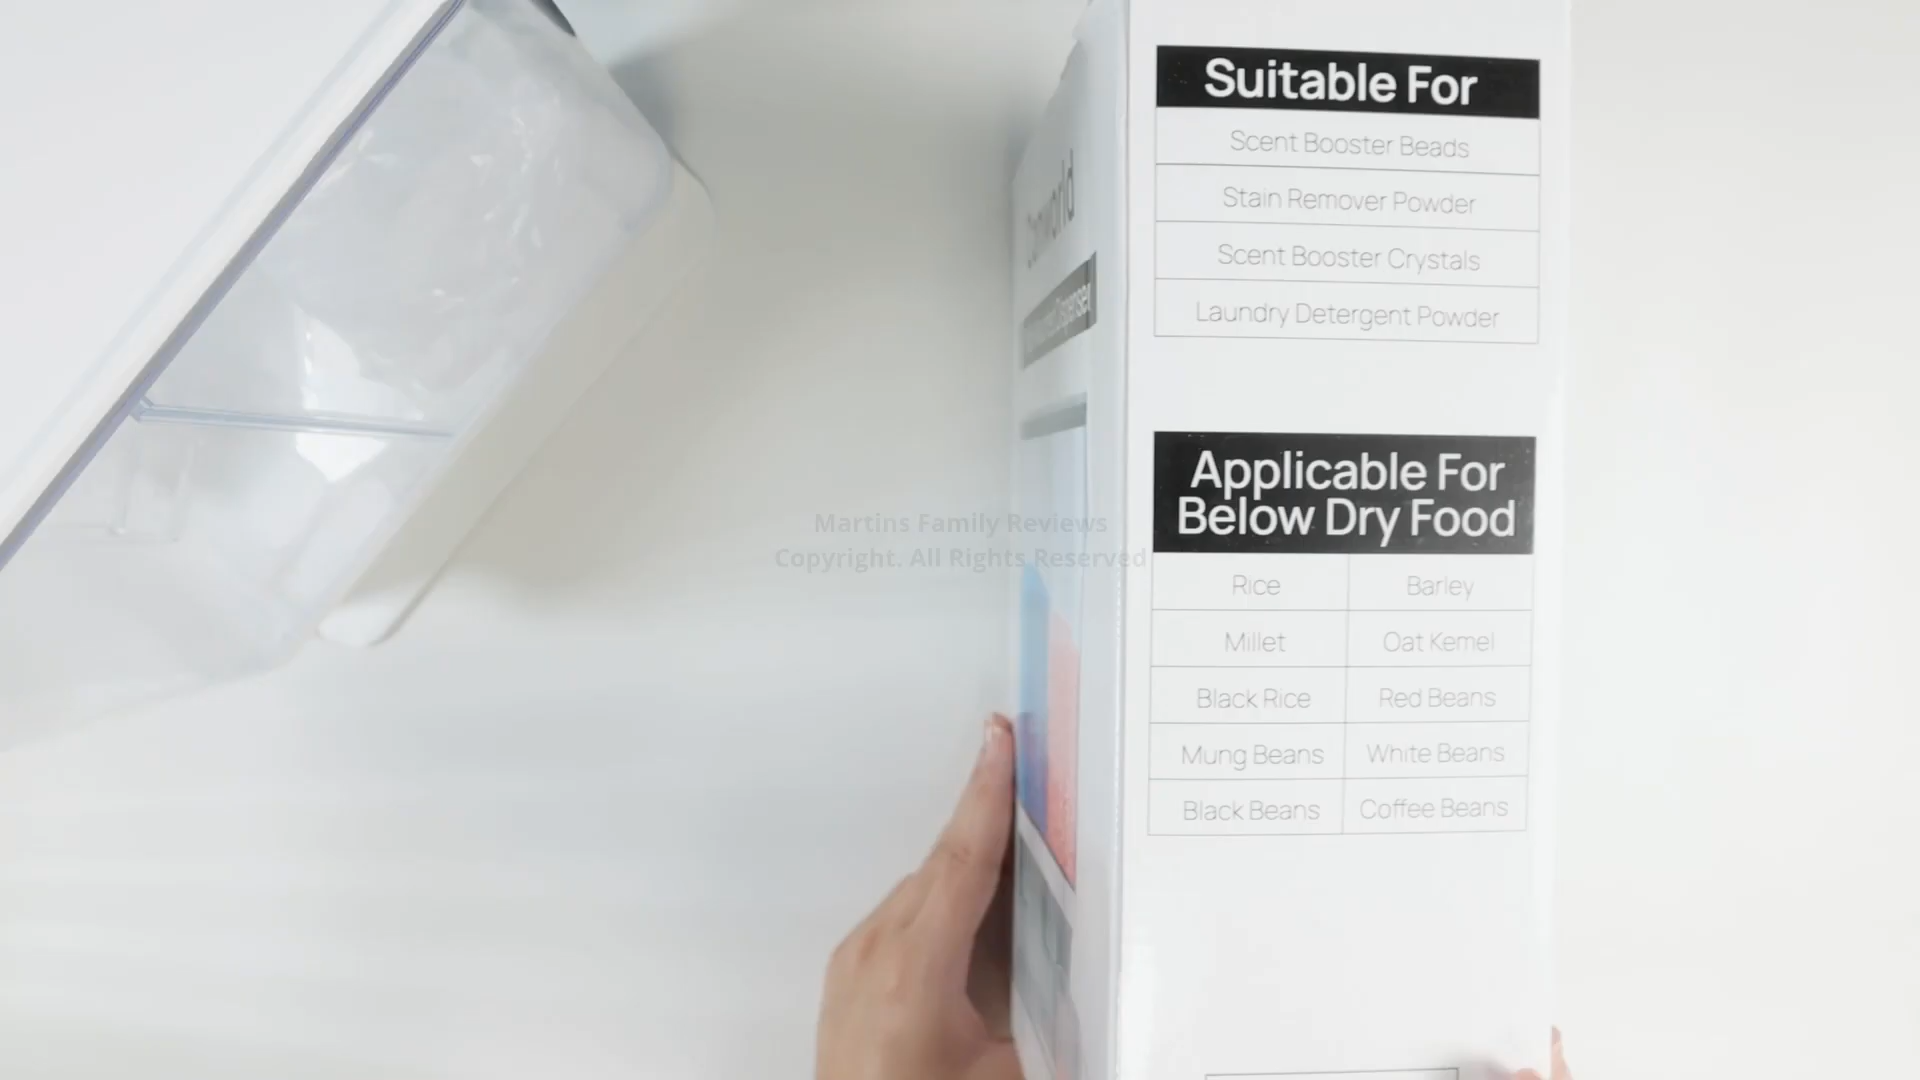 Suitable For
Scent Booster Beads
Stain Remover Powder
Scent Booster Crystals
Laundry Detergent Powder
Applicable For
Below Dry Food
Rice Barley
Millet Oat Kemel
Black Rice Red Beans
Mung Beans White Beans
Black Beans Coffee Beans
Dispenser
Martins Family Reviews
Copyright. All Rights Reserved